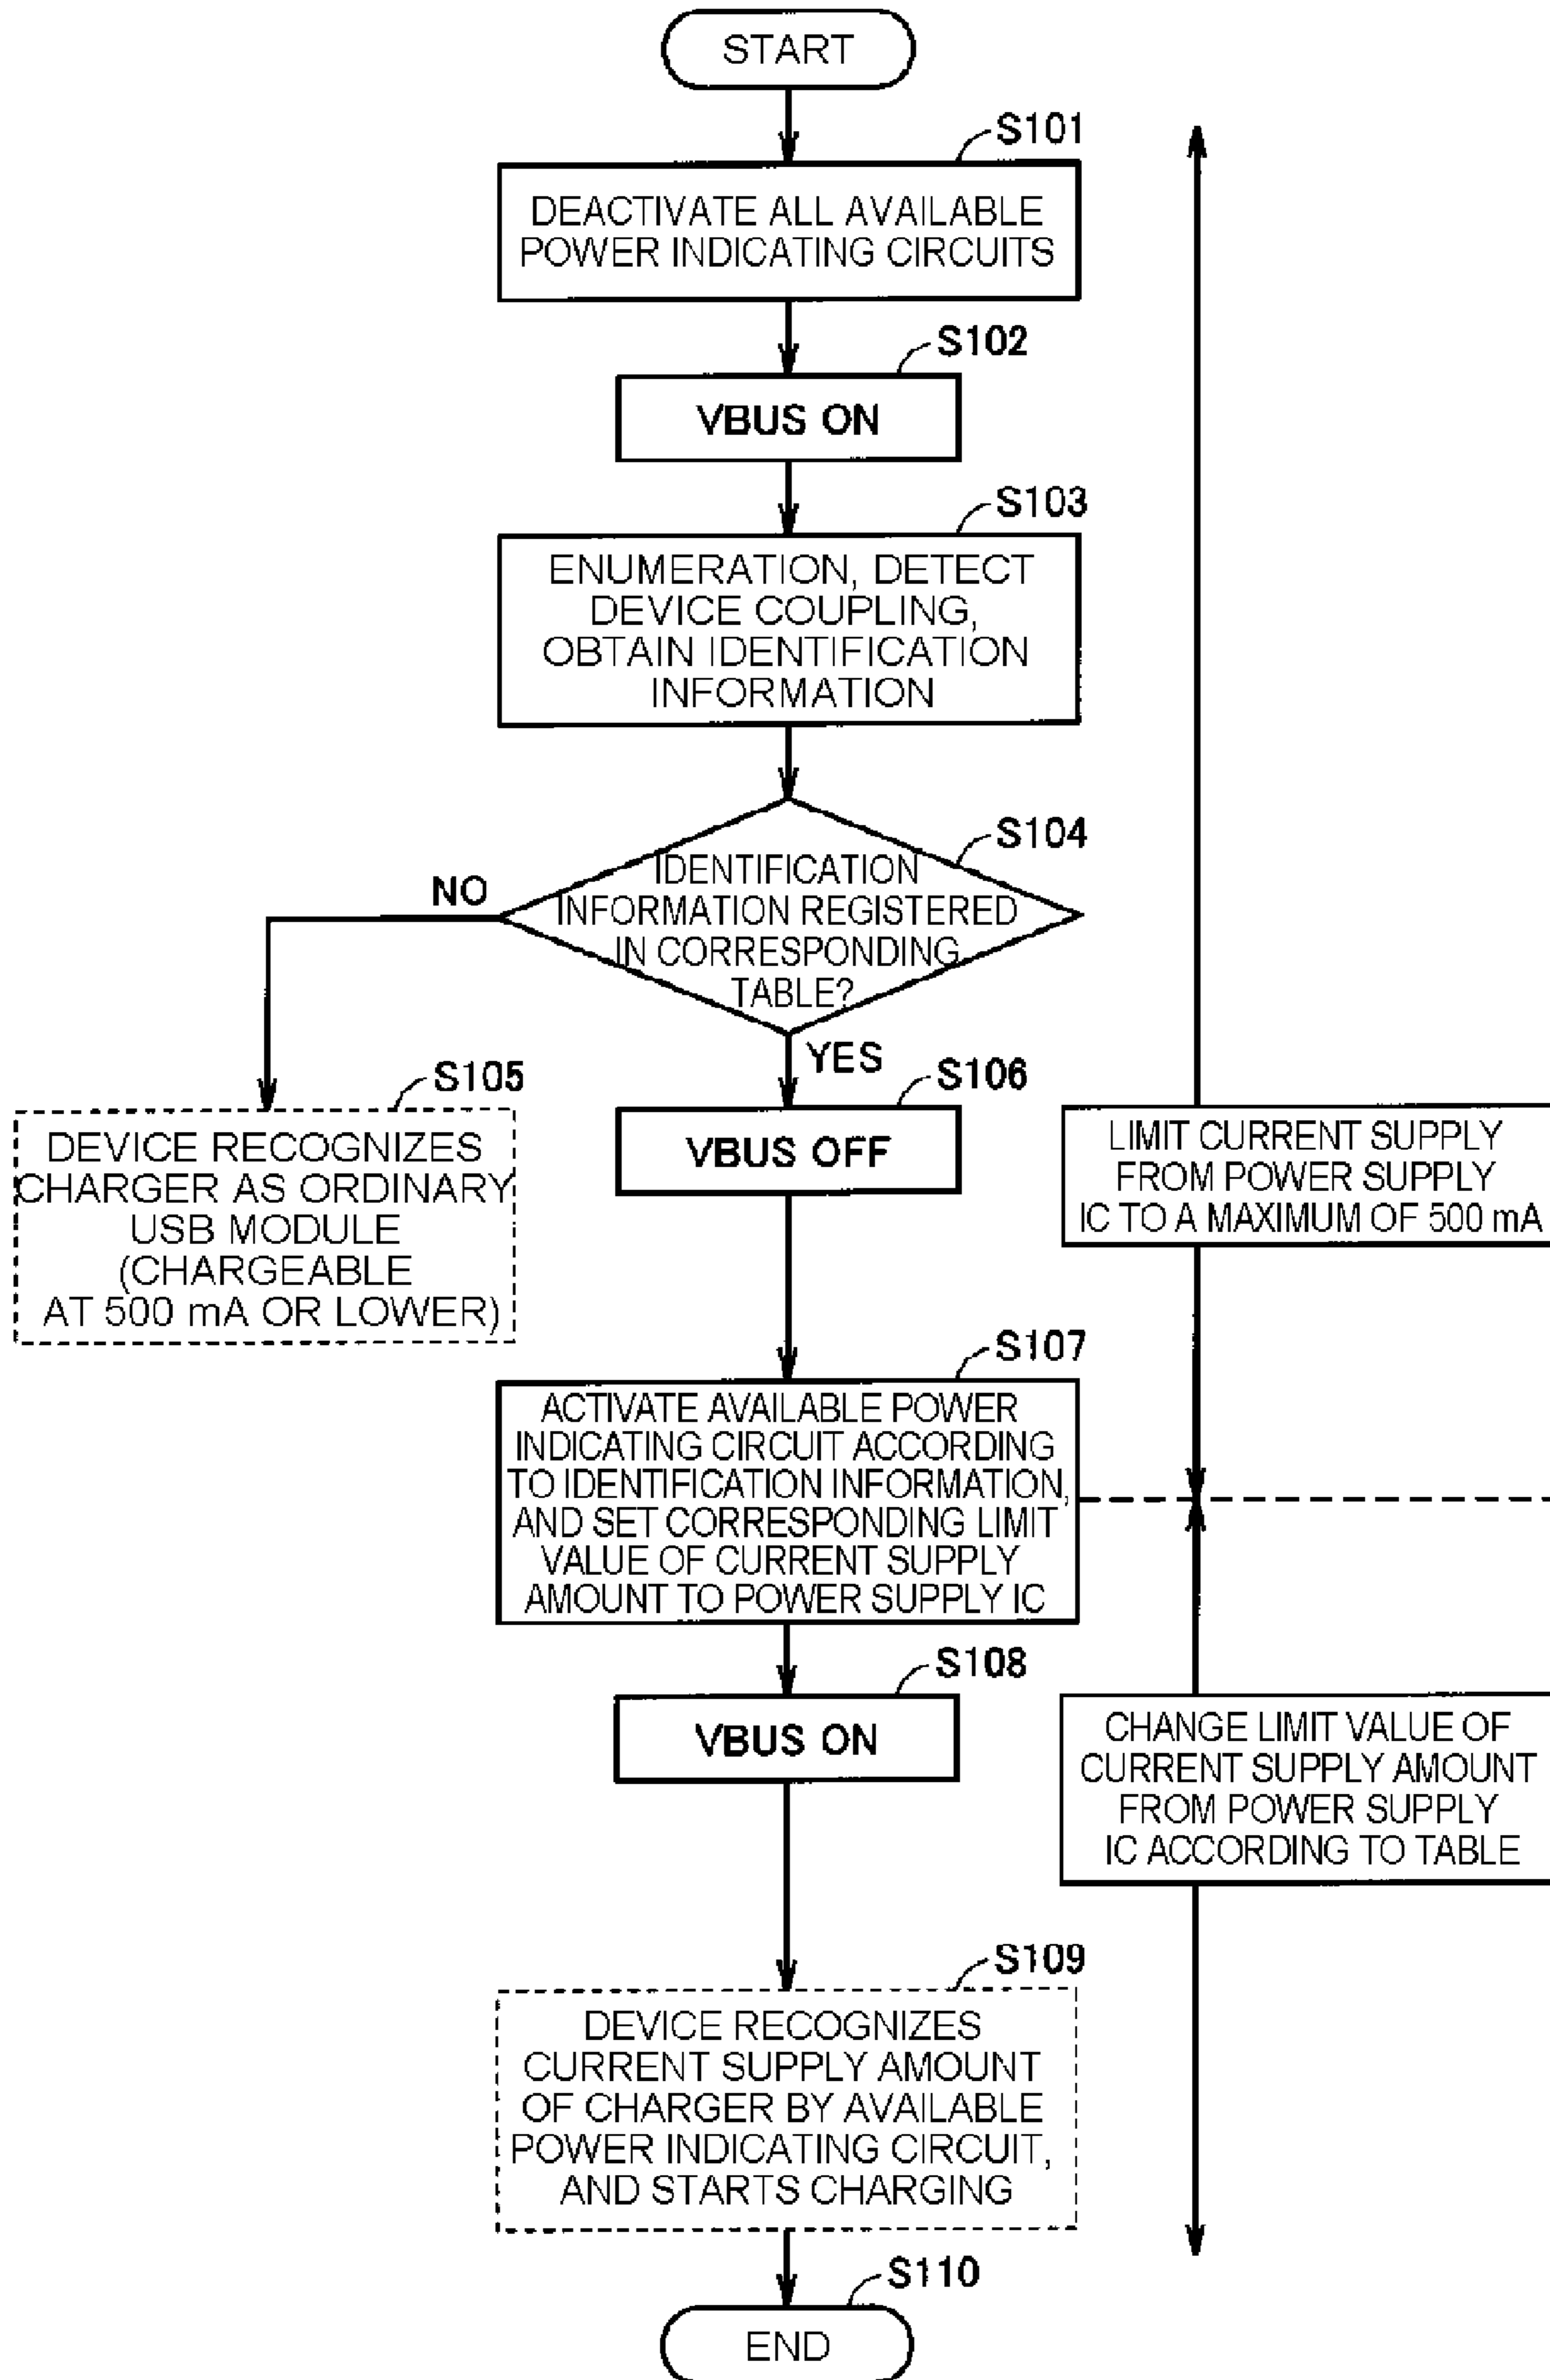 START
S101
DEACTIVATE ALL AVAILABLE
POWER INDICATING CIRCUITS
S102
VBUS ON
S103
ENUMERATION, DETECT
DEVICE COUPLING,
OBTAIN IDENTIFICATION
INFORMATION
S104
IDENTIFICATION
INFORMATION REGISTERED
IN CORRESPONDING
TABLE?
NO
YES
S105
DEVICE RECOGNIZES
CHARGER AS ORDINARY
USB MODULE
(CHARGEABLE
AT 500 mA OR LOWER)
S106
VBUS OFF
LIMIT CURRENT SUPPLY
FROM POWER SUPPLY
IC TO A MAXIMUM OF 500 mA
S107
ACTIVATE AVAILABLE POWER
INDICATING CIRCUIT ACCORDING
TO IDENTIFICATION INFORMATION,
AND SET CORRESPONDING LIMIT
VALUE OF CURRENT SUPPLY
AMOUNT TO POWER SUPPLY IC
S108
VBUS ON
CHANGE LIMIT VALUE OF
CURRENT SUPPLY AMOUNT
FROM POWER SUPPLY
IC ACCORDING TO TABLE
S109
DEVICE RECOGNIZES
CURRENT SUPPLY AMOUNT
OF CHARGER BY AVAILABLE
POWER INDICATING CIRCUIT,
AND STARTS CHARGING
S110
END